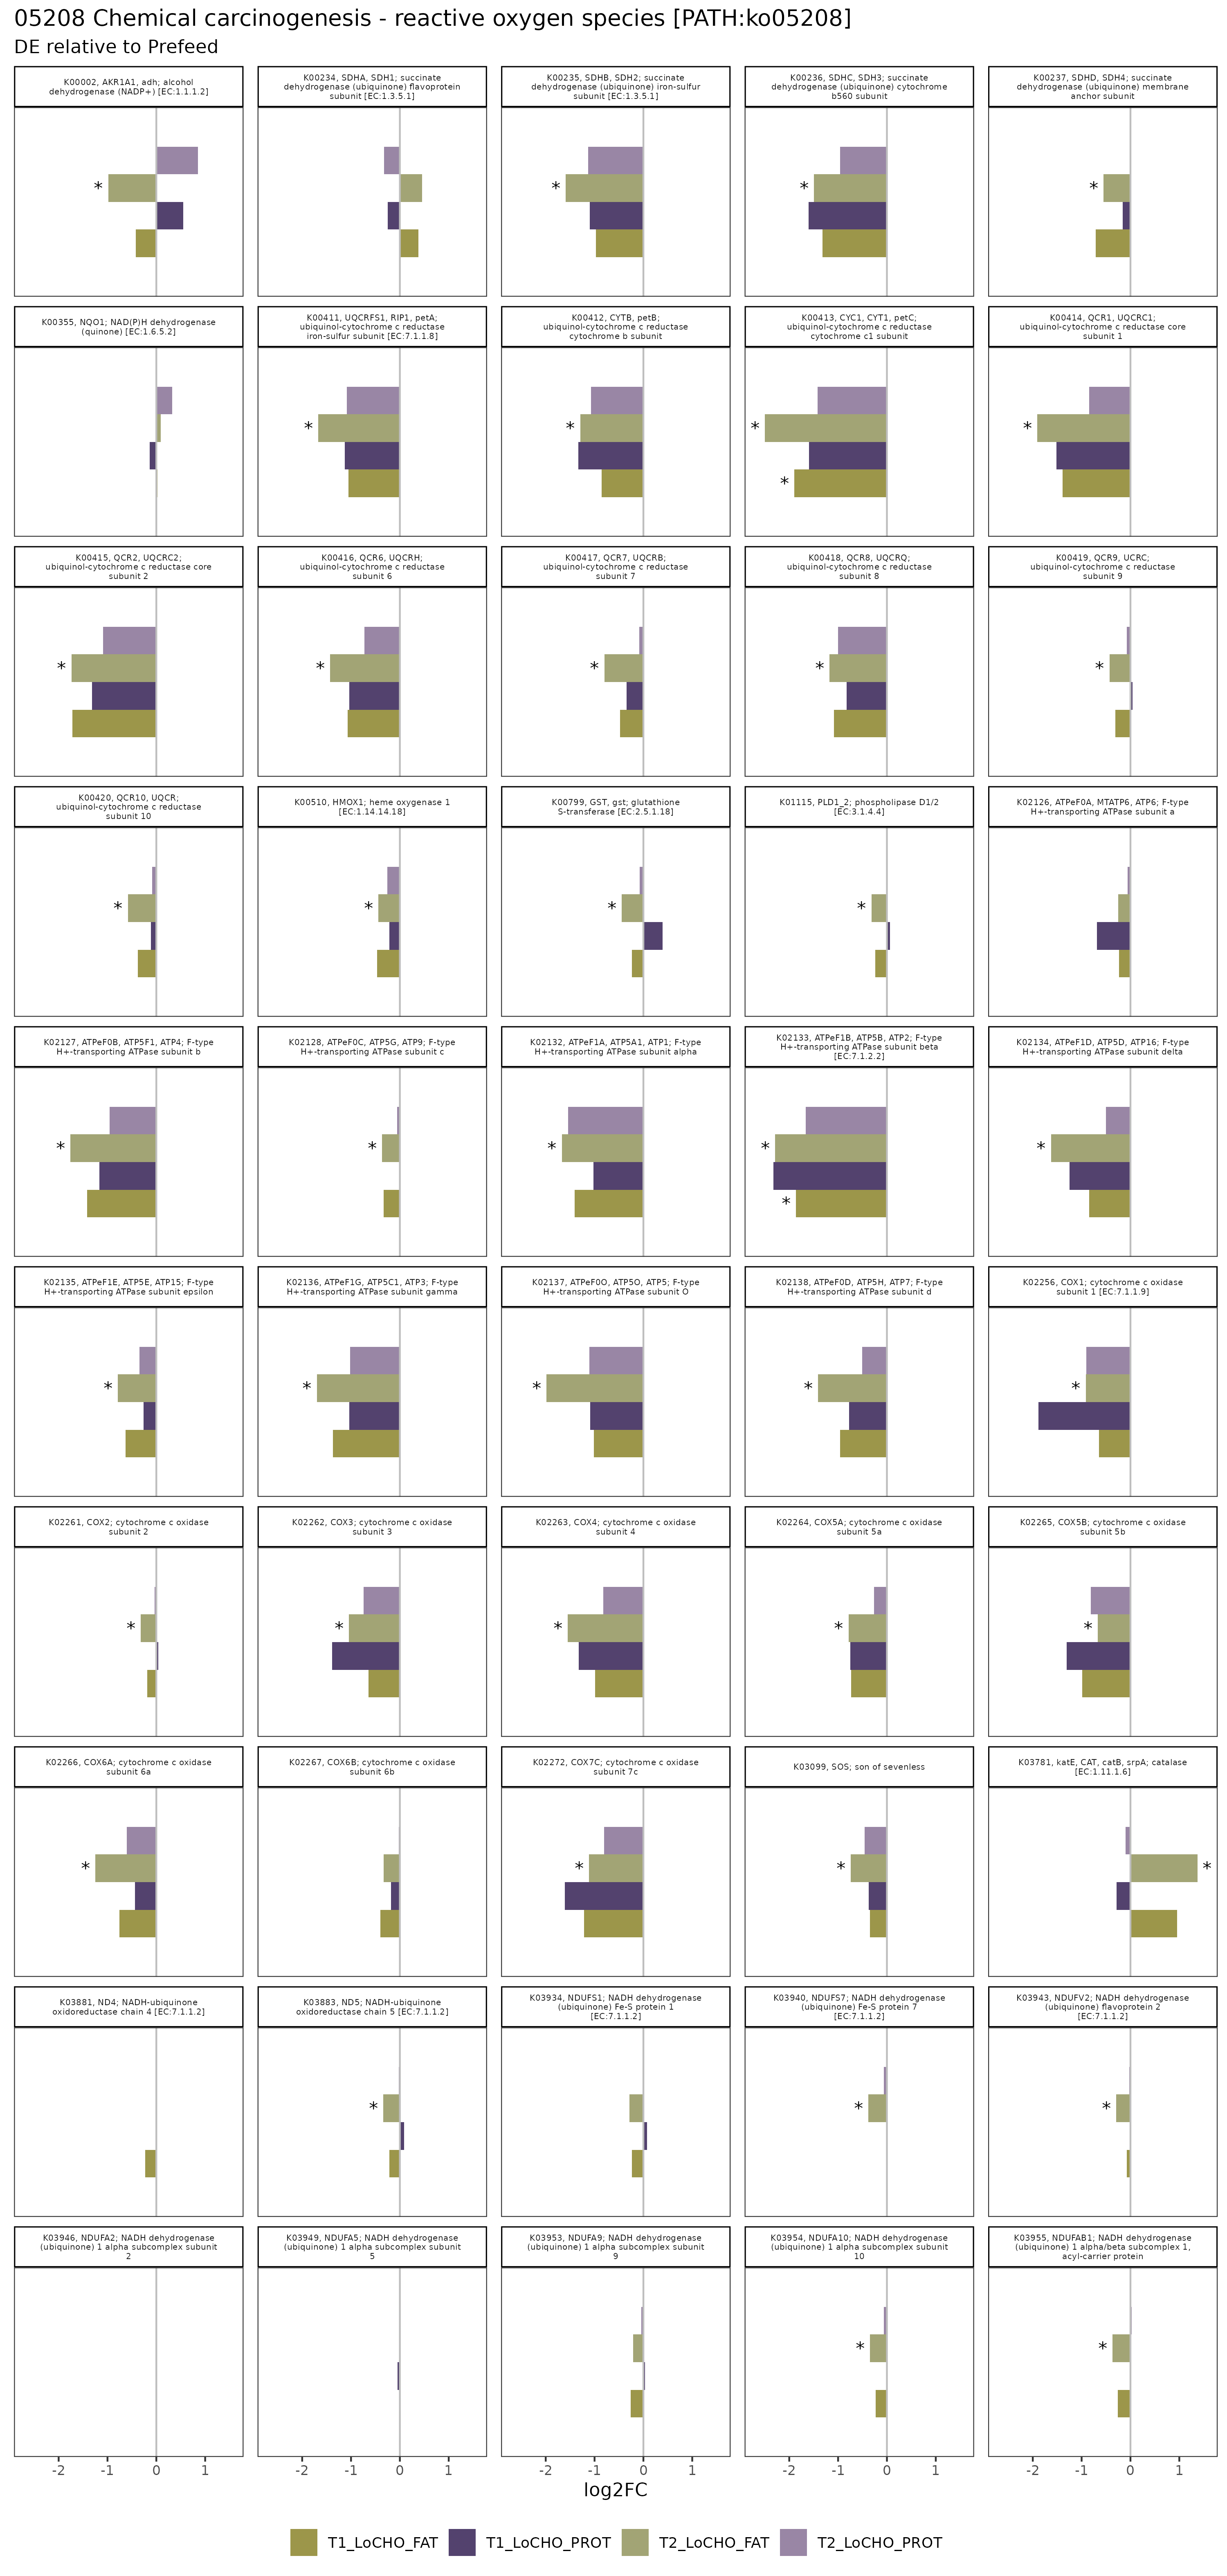 05208 Chemical carcinogenesis - reactive oxygen species [PATH:ko05208]
DE relative to Prefeed
K00002, AKR1A1, adh; alcohol
dehydrogenase (NADP+) [EC:1.1.1.2]
K00234, SDHA, SDH1; succinate
dehydrogenase (ubiquinone) flavoprotein
subunit [EC:1.3.5.1]
K00235, SDHB, SDH2; succinate
dehydrogenase (ubiquinone) iron-sulfur
subunit [EC:1.3.5.1]
K00236, SDHC, SDH3; succinate
dehydrogenase (ubiquinone) cytochrome
b560 subunit
K00237, SDHD, SDH4; succinate
dehydrogenase (ubiquinone) membrane
anchor subunit
*
*
*
*
K00355, NQO1; NAD(P)H dehydrogenase
(quinone) [EC:1.6.5.2]
K00411, UQCRFS1, RIP1, petA;
ubiquinol-cytochrome c reductase
iron-sulfur subunit [EC:7.1.1.8]
K00412, CYTB, petB;
ubiquinol-cytochrome c reductase
cytochrome b subunit
K00413, CYC1, CYT1, petC;
ubiquinol-cytochrome c reductase
cytochrome c1 subunit
K00414, QCR1, UQCRC1;
ubiquinol-cytochrome c reductase core
subunit 1
*
*
*
*
*
K00415, QCR2, UQCRC2;
ubiquinol-cytochrome c reductase core
subunit 2
K00416, QCR6, UQCRH;
ubiquinol-cytochrome c reductase
subunit 6
K00417, QCR7, UQCRB;
ubiquinol-cytochrome c reductase
subunit 7
K00418, QCR8, UQCRQ;
ubiquinol-cytochrome c reductase
subunit 8
K00419, QCR9, UCRC;
ubiquinol-cytochrome c reductase
subunit 9
*
*
*
*
*
K00420, QCR10, UQCR;
ubiquinol-cytochrome c reductase
subunit 10
K00510, HMOX1; heme oxygenase 1
[EC:1.14.14.18]
K00799, GST, gst; glutathione
S-transferase [EC:2.5.1.18]
K01115, PLD1_2; phospholipase D1/2
[EC:3.1.4.4]
K02126, ATPeF0A, MTATP6, ATP6; F-type
H+-transporting ATPase subunit a
*
*
*
*
K02127, ATPeF0B, ATP5F1, ATP4; F-type
H+-transporting ATPase subunit b
K02128, ATPeF0C, ATP5G, ATP9; F-type
H+-transporting ATPase subunit c
K02132, ATPeF1A, ATP5A1, ATP1; F-type
H+-transporting ATPase subunit alpha
K02133, ATPeF1B, ATP5B, ATP2; F-type
H+-transporting ATPase subunit beta
[EC:7.1.2.2]
K02134, ATPeF1D, ATP5D, ATP16; F-type
H+-transporting ATPase subunit delta
*
*
*
*
*
*
K02135, ATPeF1E, ATP5E, ATP15; F-type
H+-transporting ATPase subunit epsilon
K02136, ATPeF1G, ATP5C1, ATP3; F-type
H+-transporting ATPase subunit gamma
K02137, ATPeF0O, ATP5O, ATP5; F-type
H+-transporting ATPase subunit O
K02138, ATPeF0D, ATP5H, ATP7; F-type
H+-transporting ATPase subunit d
K02256, COX1; cytochrome c oxidase
subunit 1 [EC:7.1.1.9]
*
*
*
*
*
K02261, COX2; cytochrome c oxidase
subunit 2
K02262, COX3; cytochrome c oxidase
subunit 3
K02263, COX4; cytochrome c oxidase
subunit 4
K02264, COX5A; cytochrome c oxidase
subunit 5a
K02265, COX5B; cytochrome c oxidase
subunit 5b
*
*
*
*
*
K02266, COX6A; cytochrome c oxidase
subunit 6a
K02267, COX6B; cytochrome c oxidase
subunit 6b
K02272, COX7C; cytochrome c oxidase
subunit 7c
K03099, SOS; son of sevenless
K03781, katE, CAT, catB, srpA; catalase
[EC:1.11.1.6]
*
*
*
*
K03881, ND4; NADH-ubiquinone
oxidoreductase chain 4 [EC:7.1.1.2]
K03883, ND5; NADH-ubiquinone
oxidoreductase chain 5 [EC:7.1.1.2]
K03934, NDUFS1; NADH dehydrogenase
(ubiquinone) Fe-S protein 1
[EC:7.1.1.2]
K03940, NDUFS7; NADH dehydrogenase
(ubiquinone) Fe-S protein 7
[EC:7.1.1.2]
K03943, NDUFV2; NADH dehydrogenase
(ubiquinone) flavoprotein 2
[EC:7.1.1.2]
*
*
*
K03946, NDUFA2; NADH dehydrogenase
(ubiquinone) 1 alpha subcomplex subunit
2
K03949, NDUFA5; NADH dehydrogenase
(ubiquinone) 1 alpha subcomplex subunit
5
K03953, NDUFA9; NADH dehydrogenase
(ubiquinone) 1 alpha subcomplex subunit
9
K03954, NDUFA10; NADH dehydrogenase
(ubiquinone) 1 alpha subcomplex subunit
10
K03955, NDUFAB1; NADH dehydrogenase
(ubiquinone) 1 alpha/beta subcomplex 1,
acyl-carrier protein
*
*
-2 -1 0 1
-2 -1 0 1
-2 -1 0 1
-2 -1 0 1
-2 -1 0 1
log2FC
T1_LoCHO_FAT T1_LoCHO_PROT T2_LoCHO_FAT T2_LoCHO_PROT